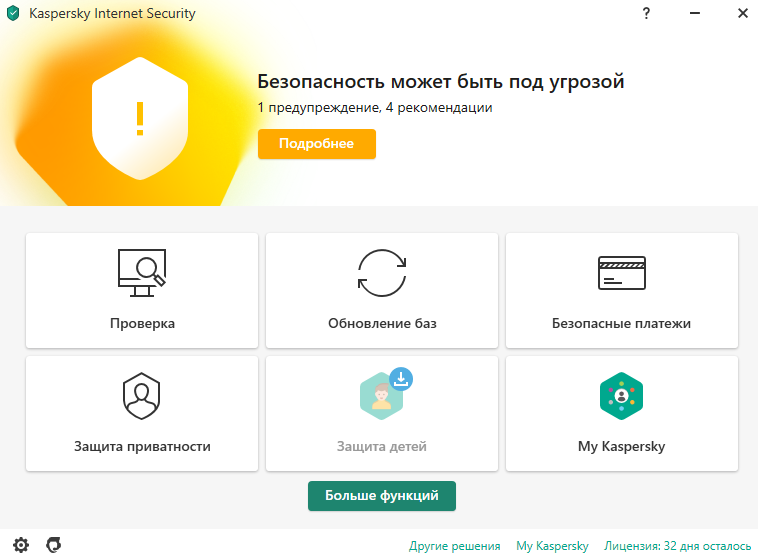 Kaspersky Internet Security
?
!
Безопасность может быть под угрозой
1 предупреждение, 4 рекомендации
Подробнее
Проверка
Обновление баз
Безопасные платежи
Защита приватности
Защита детей
My Kaspersky
Больше функций
Другие решения
My Kaspersky
Лицензия: 32 дня осталось